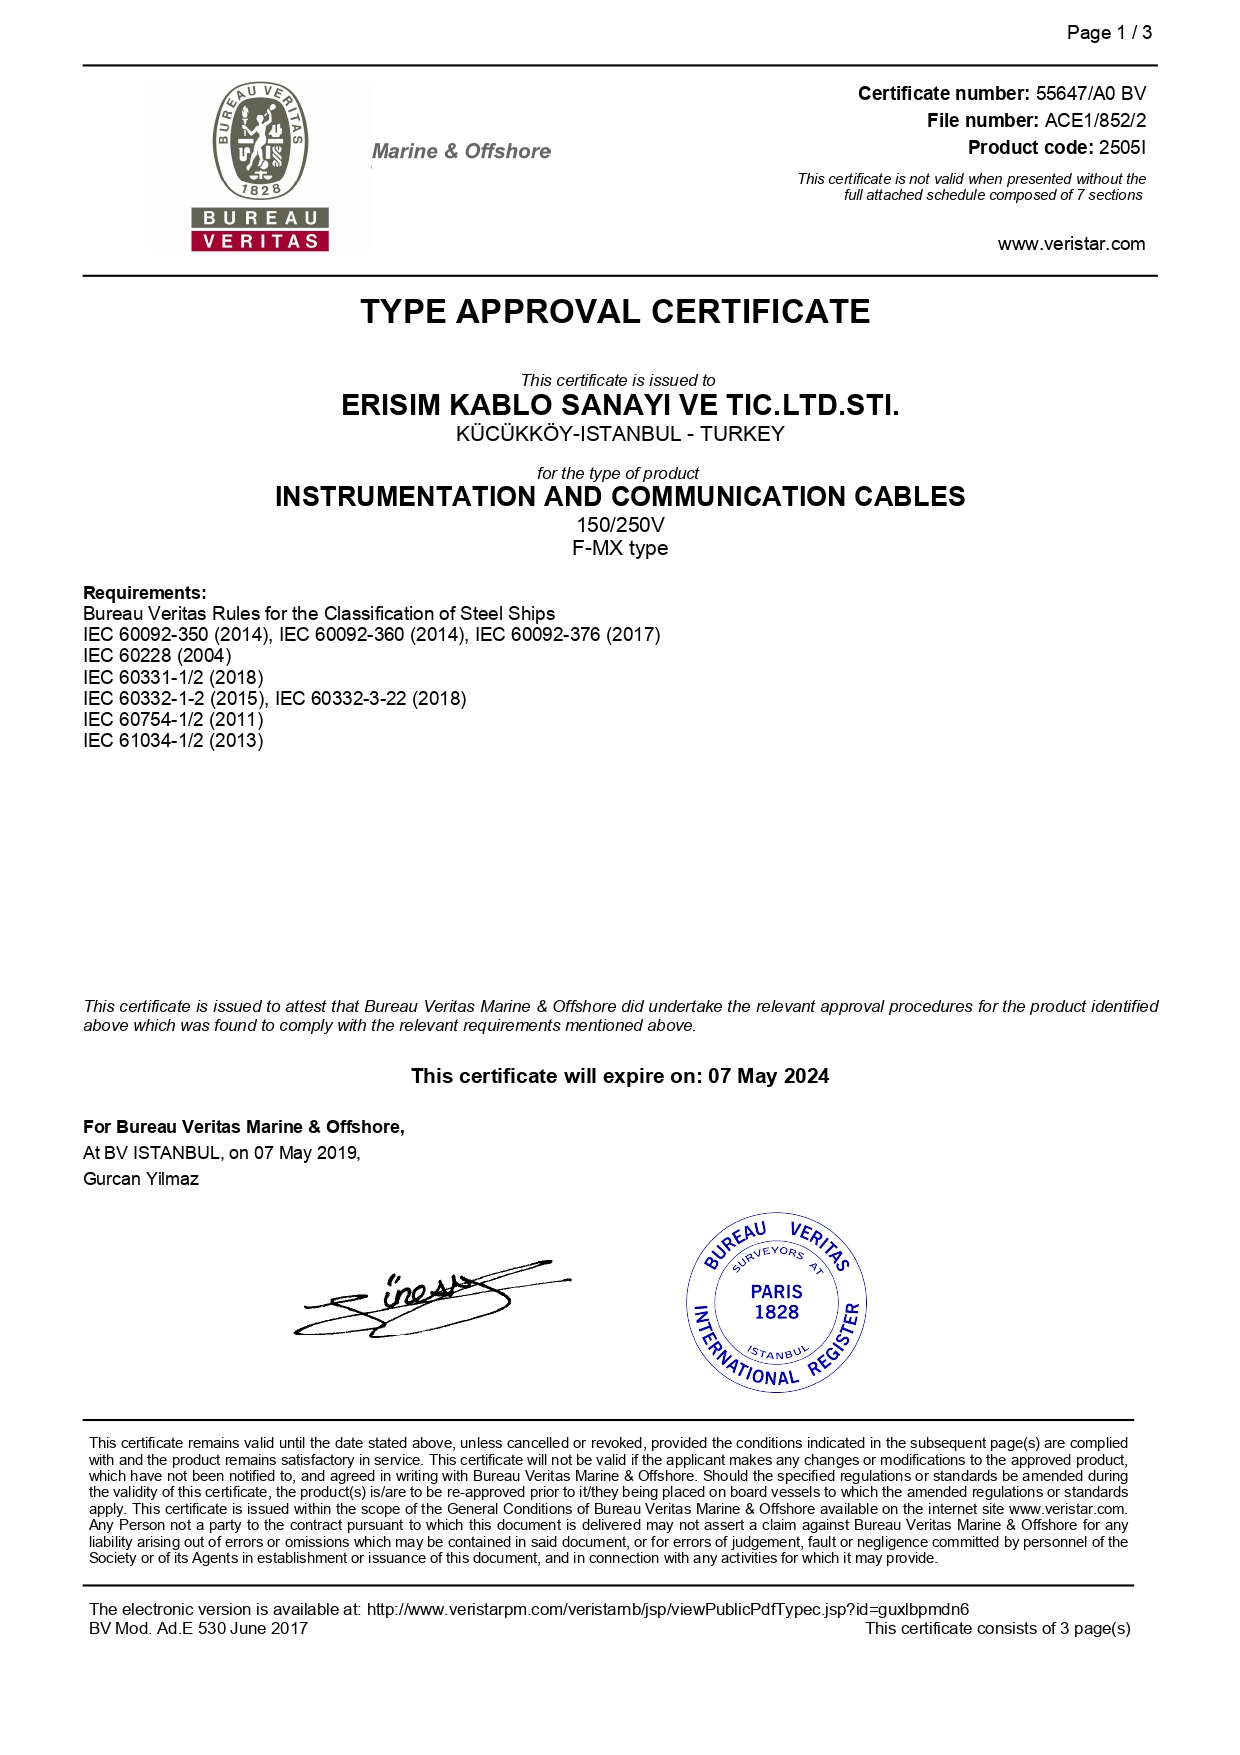 Page 1 / 3
BUREAU VERITAS
1828
BUREAU
VERITAS
Marine & Offshore
Certificate number: 55647/A0 BV
File number: ACE1/852/2
Product code: 2505I
This certificate is not valid when presented without the
full attached schedule composed of 7 sections
www.veristar.com
TYPE APPROVAL CERTIFICATE
This certificate is issued to
ERISIM KABLO SANAYI VE TIC.LTD.STI.
KÜCÜKKÖY-ISTANBUL - TURKEY
for the type of product
INSTRUMENTATION AND COMMUNICATION CABLES
150/250V
F-MX type
Requirements:
Bureau Veritas Rules for the Classification of Steel Ships
IEC 60092-350 (2014), IEC 60092-360 (2014), IEC 60092-376 (2017)
IEC 60228 (2004)
IEC 60331-1/2 (2018)
IEC 60332-1-2 (2015), IEC 60332-3-22 (2018)
IEC 60754-1/2 (2011)
IEC 61034-1/2 (2013)
This certificate is issued to attest that Bureau Veritas Marine & Offshore did undertake the relevant approval procedures for the product identified
above which was found to comply with the relevant requirements mentioned above.
This certificate will expire on: 07 May 2024
For Bureau Veritas Marine & Offshore,
At BV ISTANBUL, on 07 May 2019,
Gurcan Yilmaz
BUREAU VERITAS
SURVEYORS AT
PARIS
1828
ISTANBUL
INTERNATIONAL REGISTER
This certificate remains valid until the date stated above, unless cancelled or revoked, provided the conditions indicated in the subsequent page(s) are complied
with and the product remains satisfactory in service. This certificate will not be valid if the applicant makes any changes or modifications to the approved product,
which have not been notified to, and agreed in writing with Bureau Veritas Marine & Offshore. Should the specified regulations or standards be amended during
the validity of this certificate, the product(s) is/are to be re-approved prior to it/they being placed on board vessels to which the amended regulations or standards
apply. This certificate is issued within the scope of the General Conditions of Bureau Veritas Marine & Offshore available on the internet site www.veristar.com.
Any Person not a party to the contract pursuant to which this document is delivered may not assert a claim against Bureau Veritas Marine & Offshore for any
liability arising out of errors or omissions which may be contained in said document, or for errors of judgement, fault or negligence committed by personnel of the
Society or of its Agents in establishment or issuance of this document, and in connection with any activities for which it may provide.
The electronic version is available at: http://www.veristarpm.com/veristarnb/jsp/viewPublicPdfTypec.jsp?id=guxlbpmdn6
BV Mod. Ad.E 530 June 2017
This certificate consists of 3 page(s)